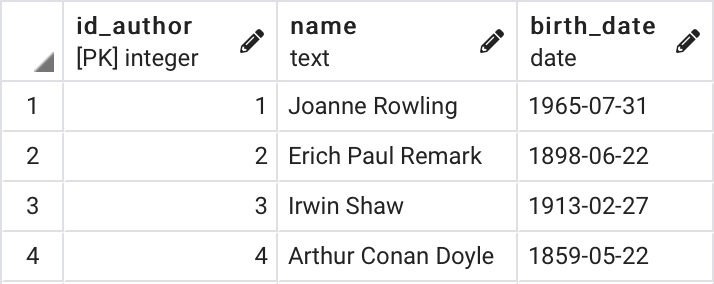 id_author name birth_date
[PK] integer text date
1 1 Joanne Rowling 1965-07-31
2 2 Erich Paul Remark 1898-06-22
3 3 Irwin Shaw 1913-02-27
4 4 Arthur Conan Doyle 1859-05-22